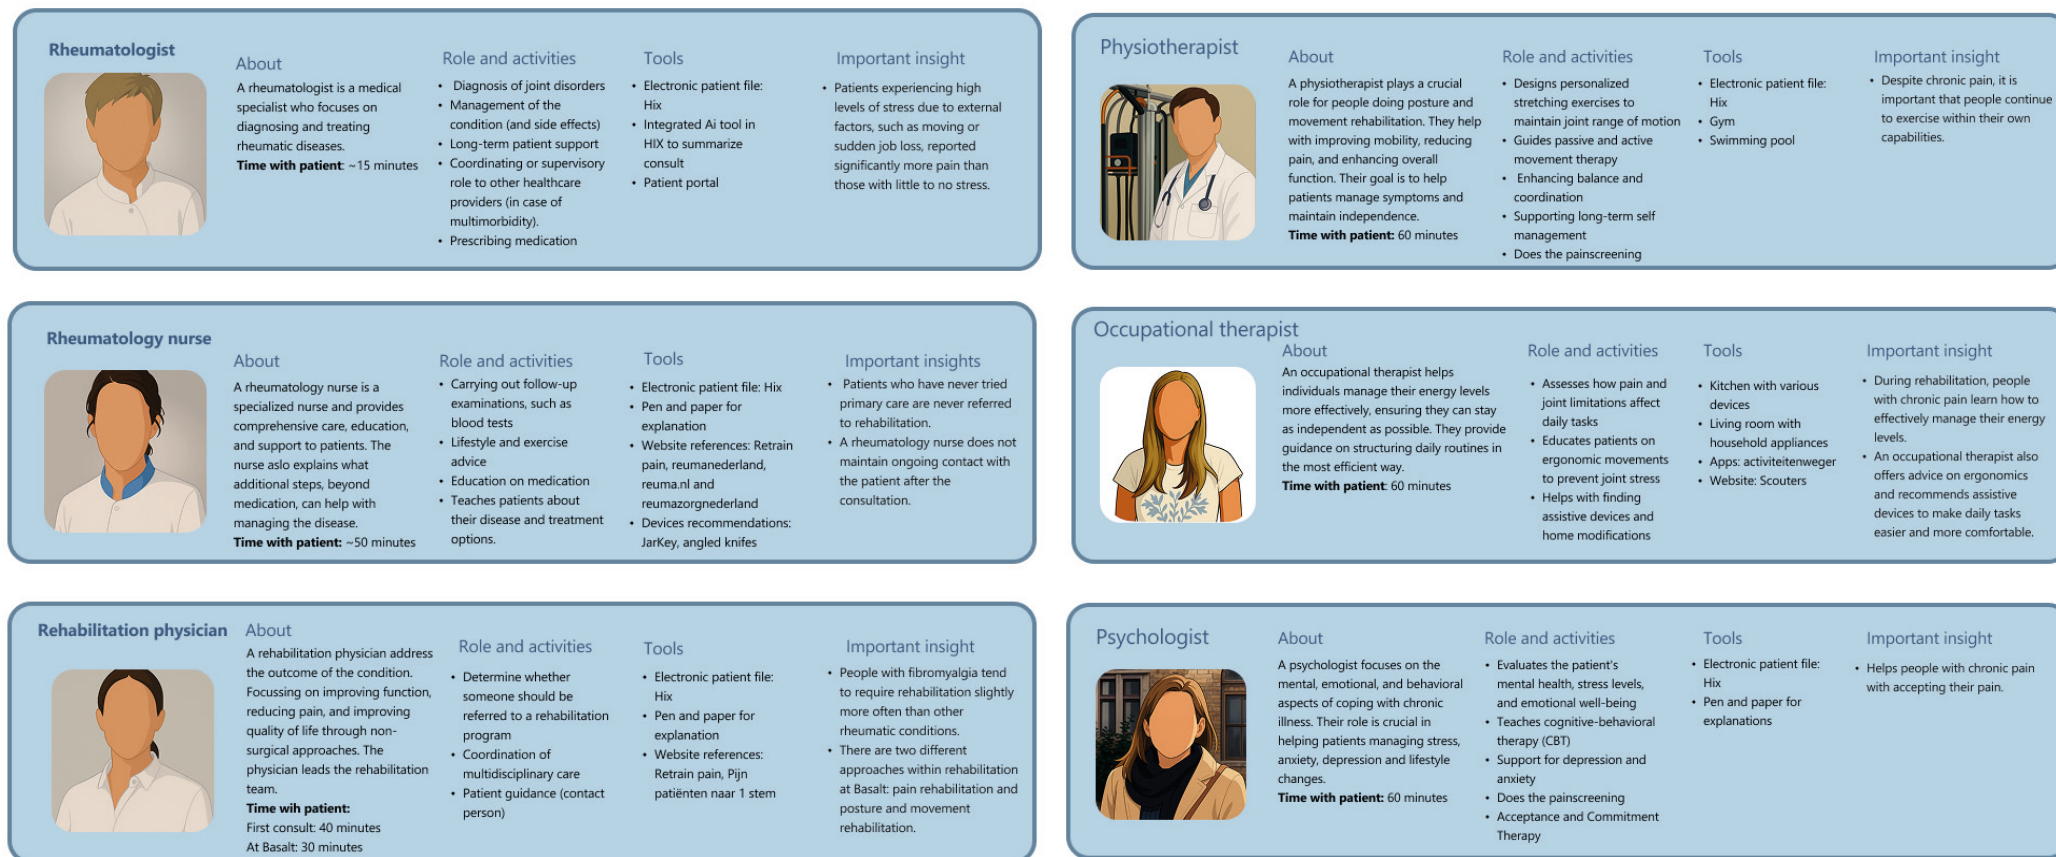 Rheumatologist
About
A rheumatologist is a medical
specialist who focuses on
diagnosing and treating
rheumatic diseases.
Time with patient: ~15 minutes
Role and activities
• Diagnosis of joint disorders
• Management of the
condition (and side effects)
• Long-term patient support
• Coordinating or supervisory
role to other healthcare
providers (in case of
multimorbidity).
• Prescribing medication
Tools
• Electronic patient file:
Hix
• Integrated Ai tool in
HIX to summarize
consult
• Patient portal
Important insight
• Patients experiencing high
levels of stress due to external
factors, such as moving or
sudden job loss, reported
significantly more pain than
those with little to no stress.
Physiotherapist
About
A physiotherapist plays a crucial
role for people doing posture and
movement rehabilitation. They help
with improving mobility, reducing
pain, and enhancing overall
function. Their goal is to help
patients manage symptoms and
maintain independence.
Time with patient: 60 minutes
Role and activities
• Designs personalized
stretching exercises to
maintain joint range of motion
• Guides passive and active
movement therapy
• Enhancing balance and
coordination
• Supporting long-term self
management
• Does the painscreening
Tools
• Electronic patient file:
Hix
• Gym
• Swimming pool
Important insight
• Despite chronic pain, it is
important that people continue
to exercise within their own
capabilities.
Rheumatology nurse
About
A rheumatology nurse is a
specialized nurse and provides
comprehensive care, education,
and support to patients. The
nurse aslo explains what
additional steps, beyond
medication, can help with
managing the disease.
Time with patient: ~50 minutes
Role and activities
• Carrying out follow-up
examinations, such as
blood tests
• Lifestyle and exercise
advice
• Education on medication
• Teaches patients about
their disease and treatment
options.
Tools
• Electronic patient file: Hix
• Pen and paper for
explanation
• Website references: Retrain
pain, reumanederland,
reuma.nl and
reumazorgnederland
• Devices recommendations:
JarKey, angled knifes
Important insights
• Patients who have never tried
primary care are never referred
to rehabilitation.
• A rheumatology nurse does not
maintain ongoing contact with
the patient after the
consultation.
Occupational therapist
About
An occupational therapist helps
individuals manage their energy levels
more effectively, ensuring they can stay
as independent as possible. They provide
guidance on structuring daily routines in
the most efficient way.
Time with patient: 60 minutes
Role and activities
• Assesses how pain and
joint limitations affect
daily tasks
• Educates patients on
ergonomic movements
to prevent joint stress
• Helps with finding
assistive devices and
home modifications
Tools
• Kitchen with various
devices
• Living room with
household appliances
• Apps: activiteitenweger
• Website: Scouters
Important insight
• During rehabilitation, people
with chronic pain learn how to
effectively manage their energy
levels.
• An occupational therapist also
offers advice on ergonomics
and recommends assistive
devices to make daily tasks
easier and more comfortable.
Rehabilitation physician
About
A rehabilitation physician address
the outcome of the condition.
Focussing on improving function,
reducing pain, and improving
quality of life through non-
surgical approaches. The
physician leads the rehabilitation
team.
Time wih patient:
First consult: 40 minutes
At Basalt: 30 minutes
Role and activities
• Determine whether
someone should be
referred to a rehabilitation
program
• Coordination of
multidisciplinary care
• Patient guidance (contact
person)
Tools
• Electronic patient file:
Hix
• Pen and paper for
explanation
• Website references:
Retrain pain, Pijn
patiënten naar 1 stem
Important insight
• People with fibromyalgia tend
to require rehabilitation slightly
more often than other
rheumatic conditions.
• There are two different
approaches within rehabilitation
at Basalt: pain rehabilitation and
posture and movement
rehabilitation.
Psychologist
About
A psychologist focuses on the
mental, emotional, and behavioral
aspects of coping with chronic
illness. Their role is crucial in
helping patients managing stress,
anxiety, depression and lifestyle
changes.
Time with patient: 60 minutes
Role and activities
• Evaluates the patient's
mental health, stress levels,
and emotional well-being
• Teaches cognitive-behavioral
therapy (CBT)
• Support for depression and
anxiety
• Does the painscreening
• Acceptance and Commitment
Therapy
Tools
• Electronic patient file:
Hix
• Pen and paper for
explanations
Important insight
• Helps people with chronic pain
with accepting their pain.